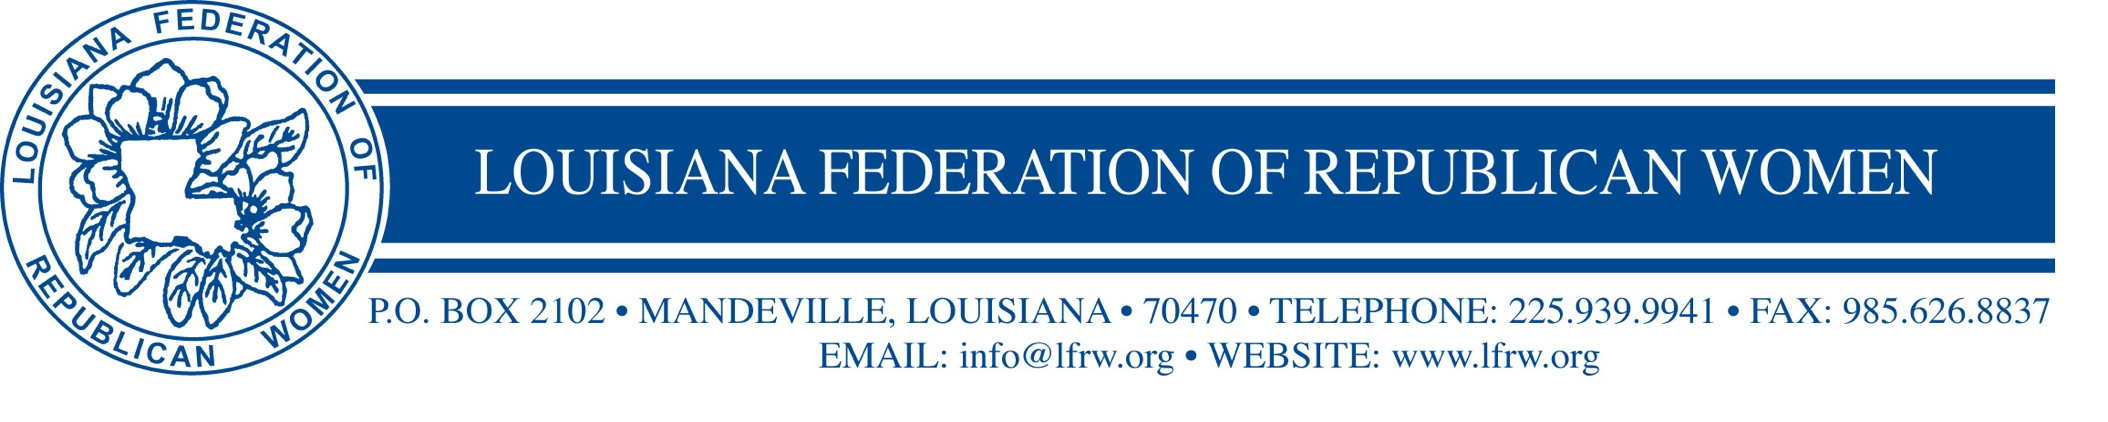 LOUISIANA FEDERATION OF
REPUBLICAN WOMEN
LOUISIANA FEDERATION OF REPUBLICAN WOMEN
P.O. BOX 2102 • MANDEVILLE, LOUISIANA • 70470 • TELEPHONE: 225.939.9941 • FAX: 985.626.8837
EMAIL: info@lfrw.org • WEBSITE: www.lfrw.org